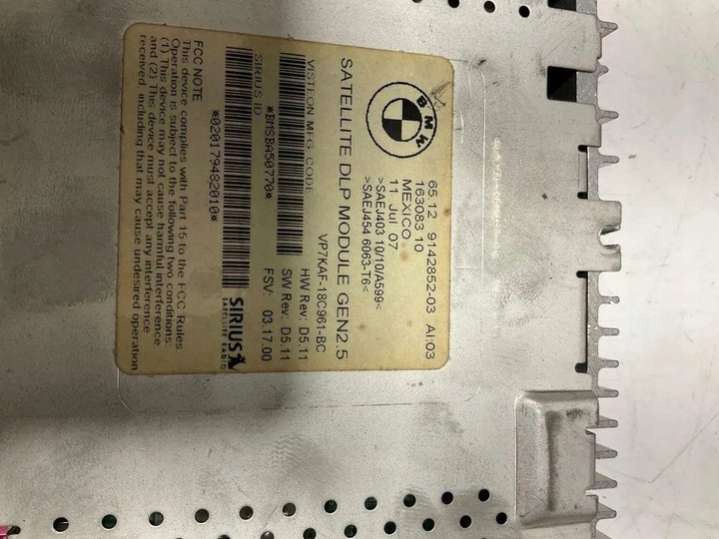 BMW
65.12 9142852-03 AI:03
163083 10
MEXICO
11. Jul 07
>SAEJ403 10/10/A599<
>SAEJ454 6063-T6<
SATELLITE DLP MODULE GEN2.5
VP7KAF-18C961-BC
VISTEON MFG. CODE
HW Rev: D5.11
*BMSBA50770*
SW Rev: D5.11
SIRIUS ID
FSV: 03.17.00
*020179482010*
SIRIUS
SATELLITE RADIO
FCC NOTE
This device complies with Part 15 to the FCC Rules
Operation is subject to the following two conditions:
(1) This device may not cause harmful interference
and (2) This device must accept any interference
received, including that may cause undesired operation